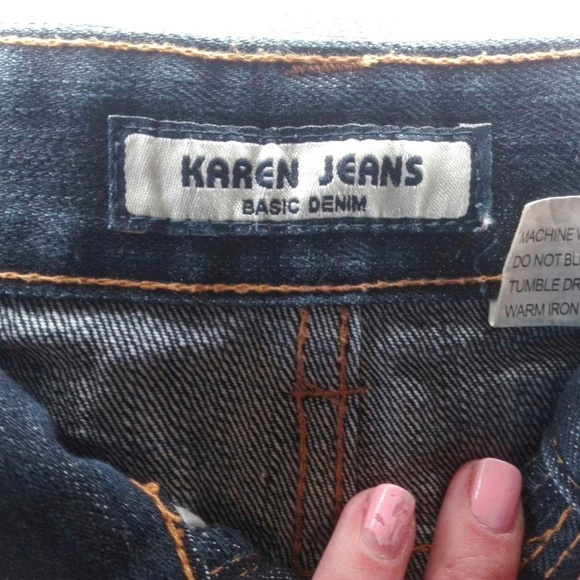 KAREN JEANS
BASIC DENIM
MACHINE
DO NOT
TUMBLE
WARM IRON